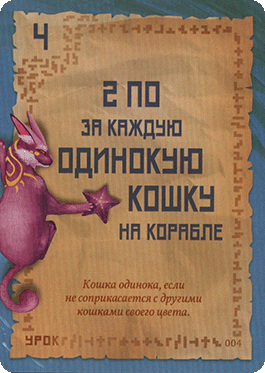 4
2 ПО
ЗА КАЖДУЮ
ОДИНОКУЮ
КОШКУ
НА КОРАБЛЕ
Кошка одинока, если
не соприкасается с другими
кошками своего цвета.
УРОК
004